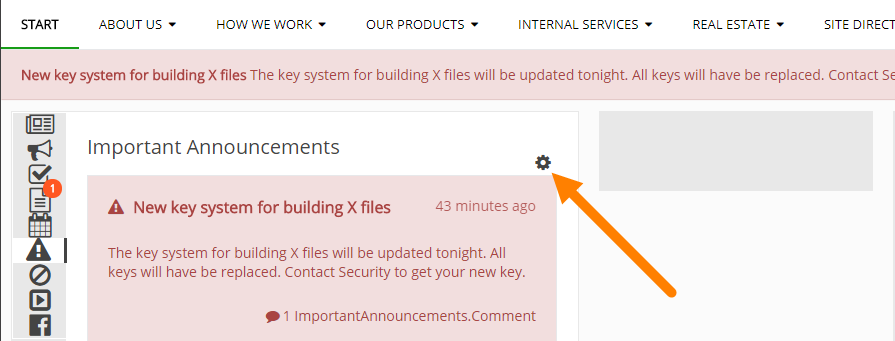 START ABOUT US HOW WE WORK OUR PRODUCTS INTERNAL SERVICES REAL ESTATE SITE DIRECT
New key system for building X files The key system for building X files will be updated tonight. All keys will have be replaced. Contact Se
Important Announcements
New key system for building X files 43 minutes ago
1
The key system for building X files will be updated tonight. All
keys will have be replaced. Contact Security to get your new key.
1 ImportantAnnouncements.Comment